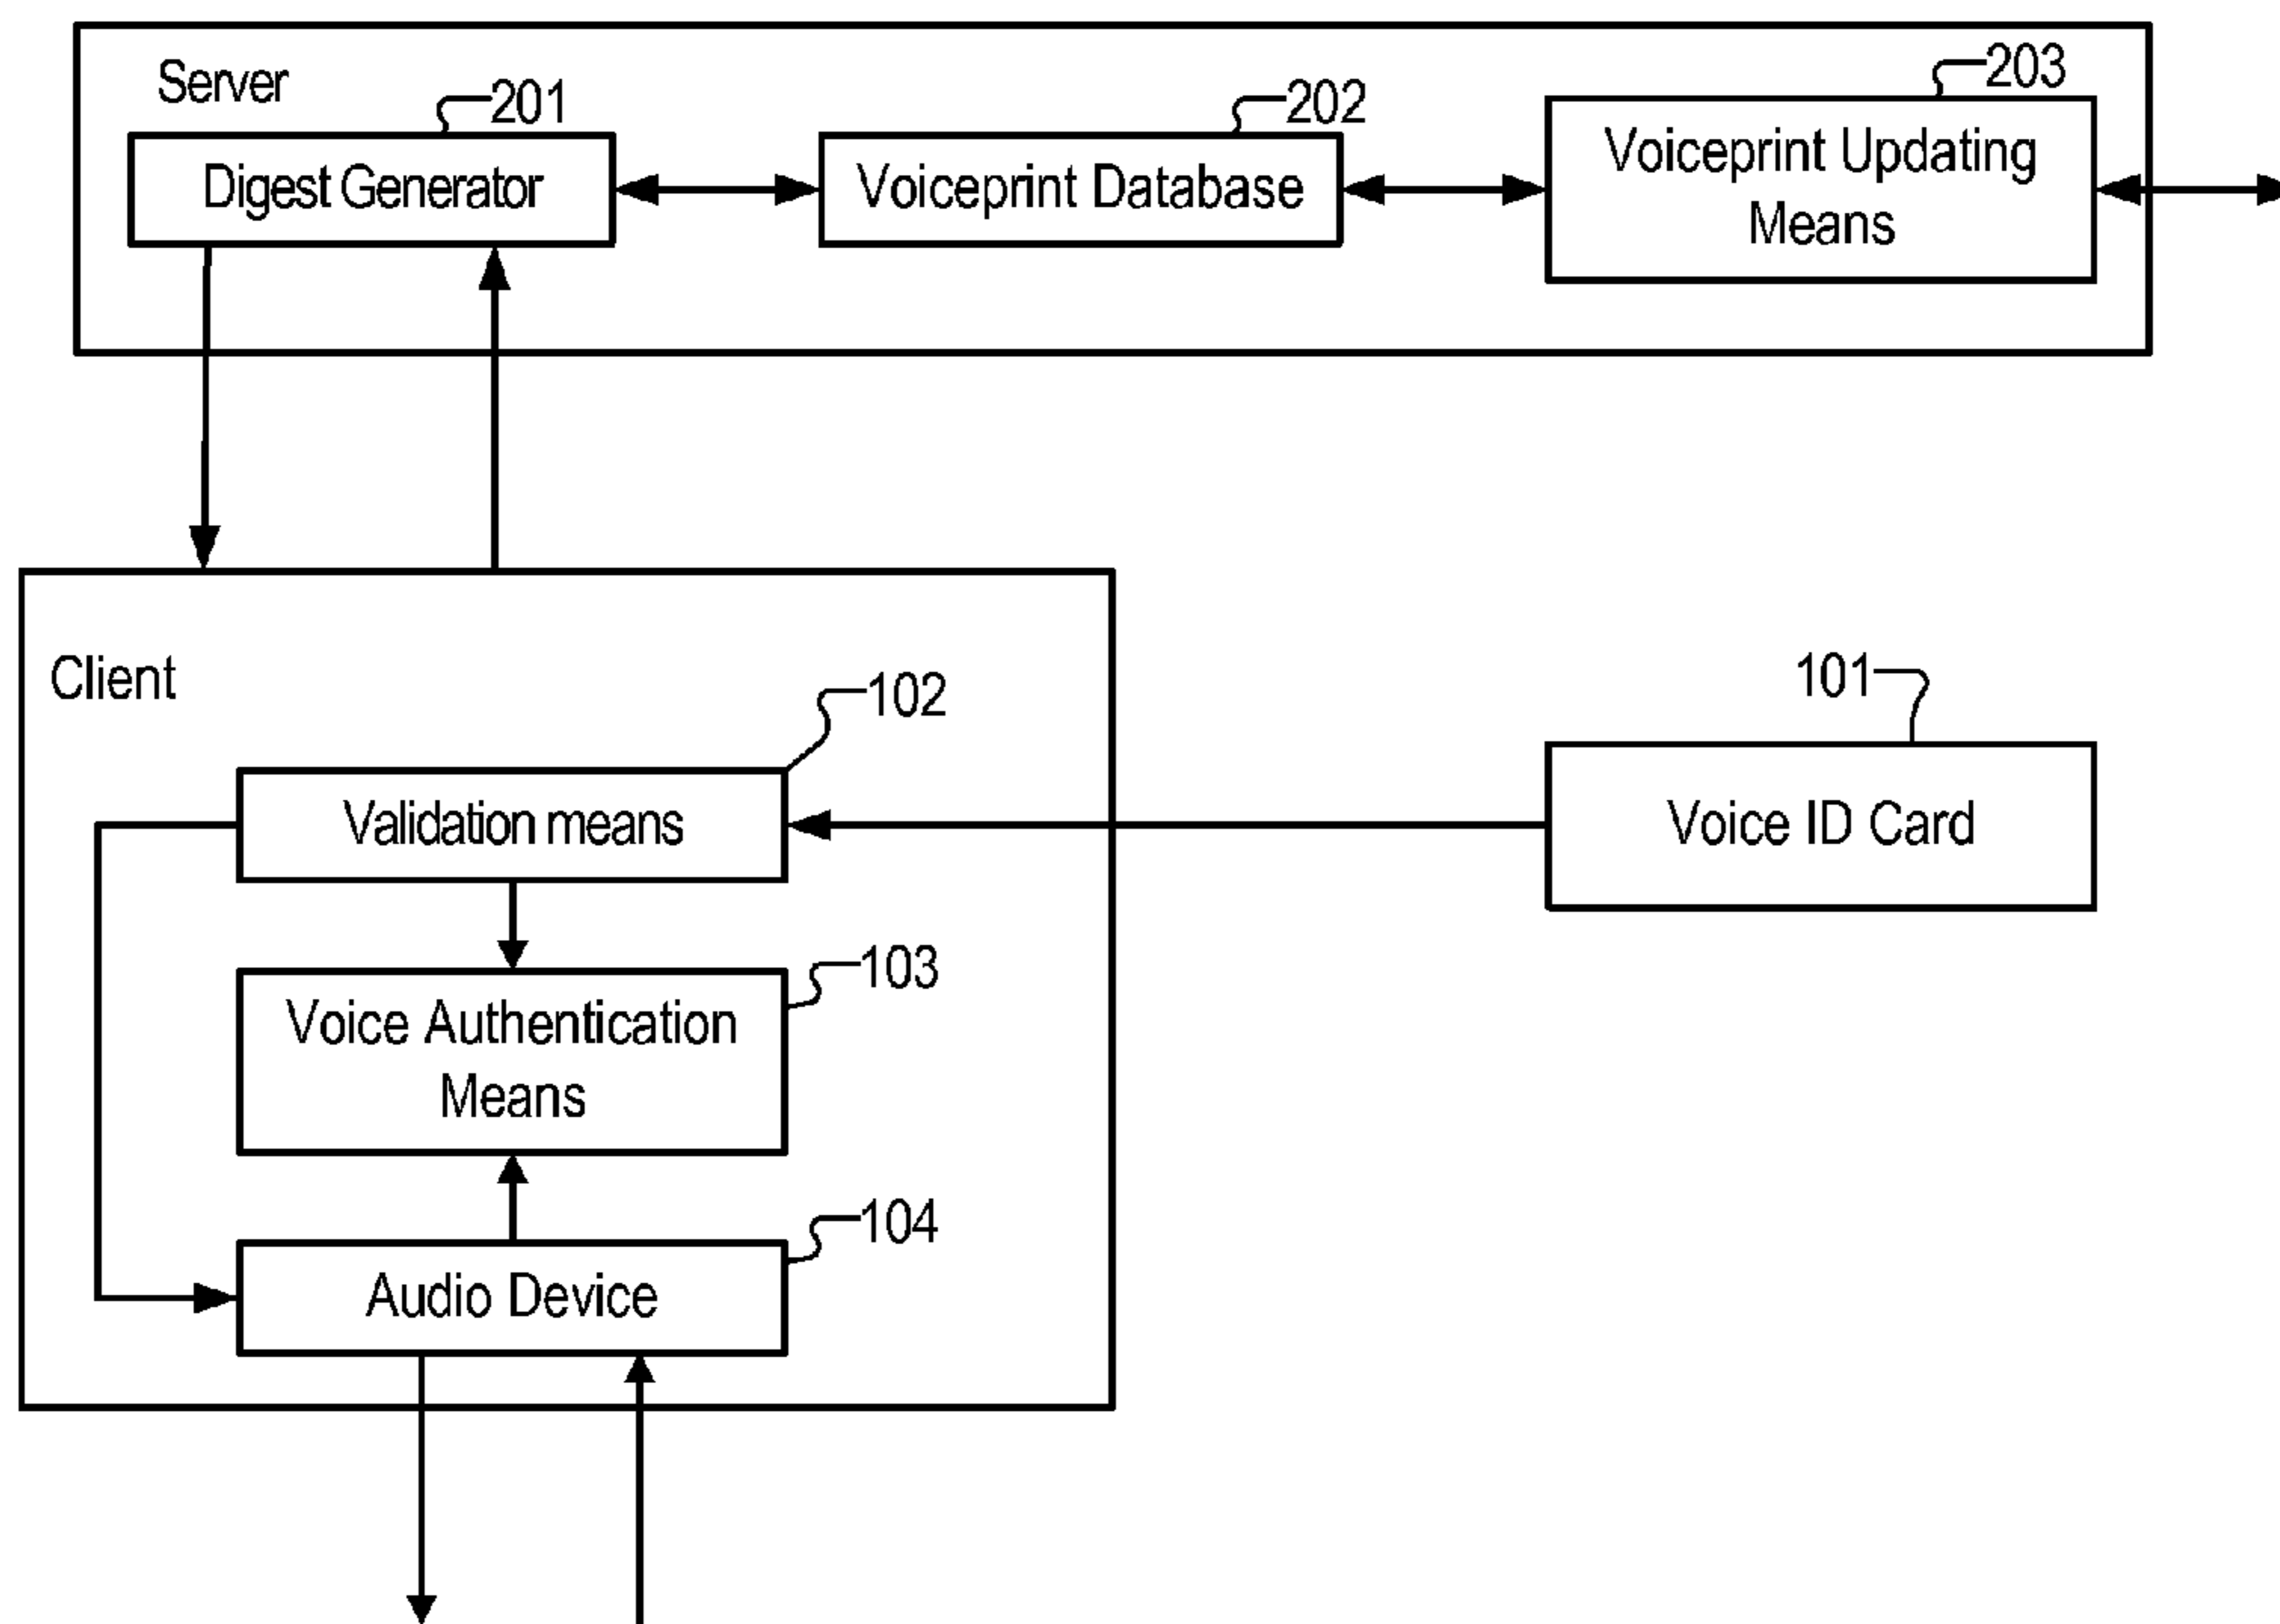 Server
201
202
203
Digest Generator
Voiceprint Database
Voiceprint Updating
Means
Client
102
101
Validation means
Voice ID Card
103
Voice Authentication
Means
104
Audio Device